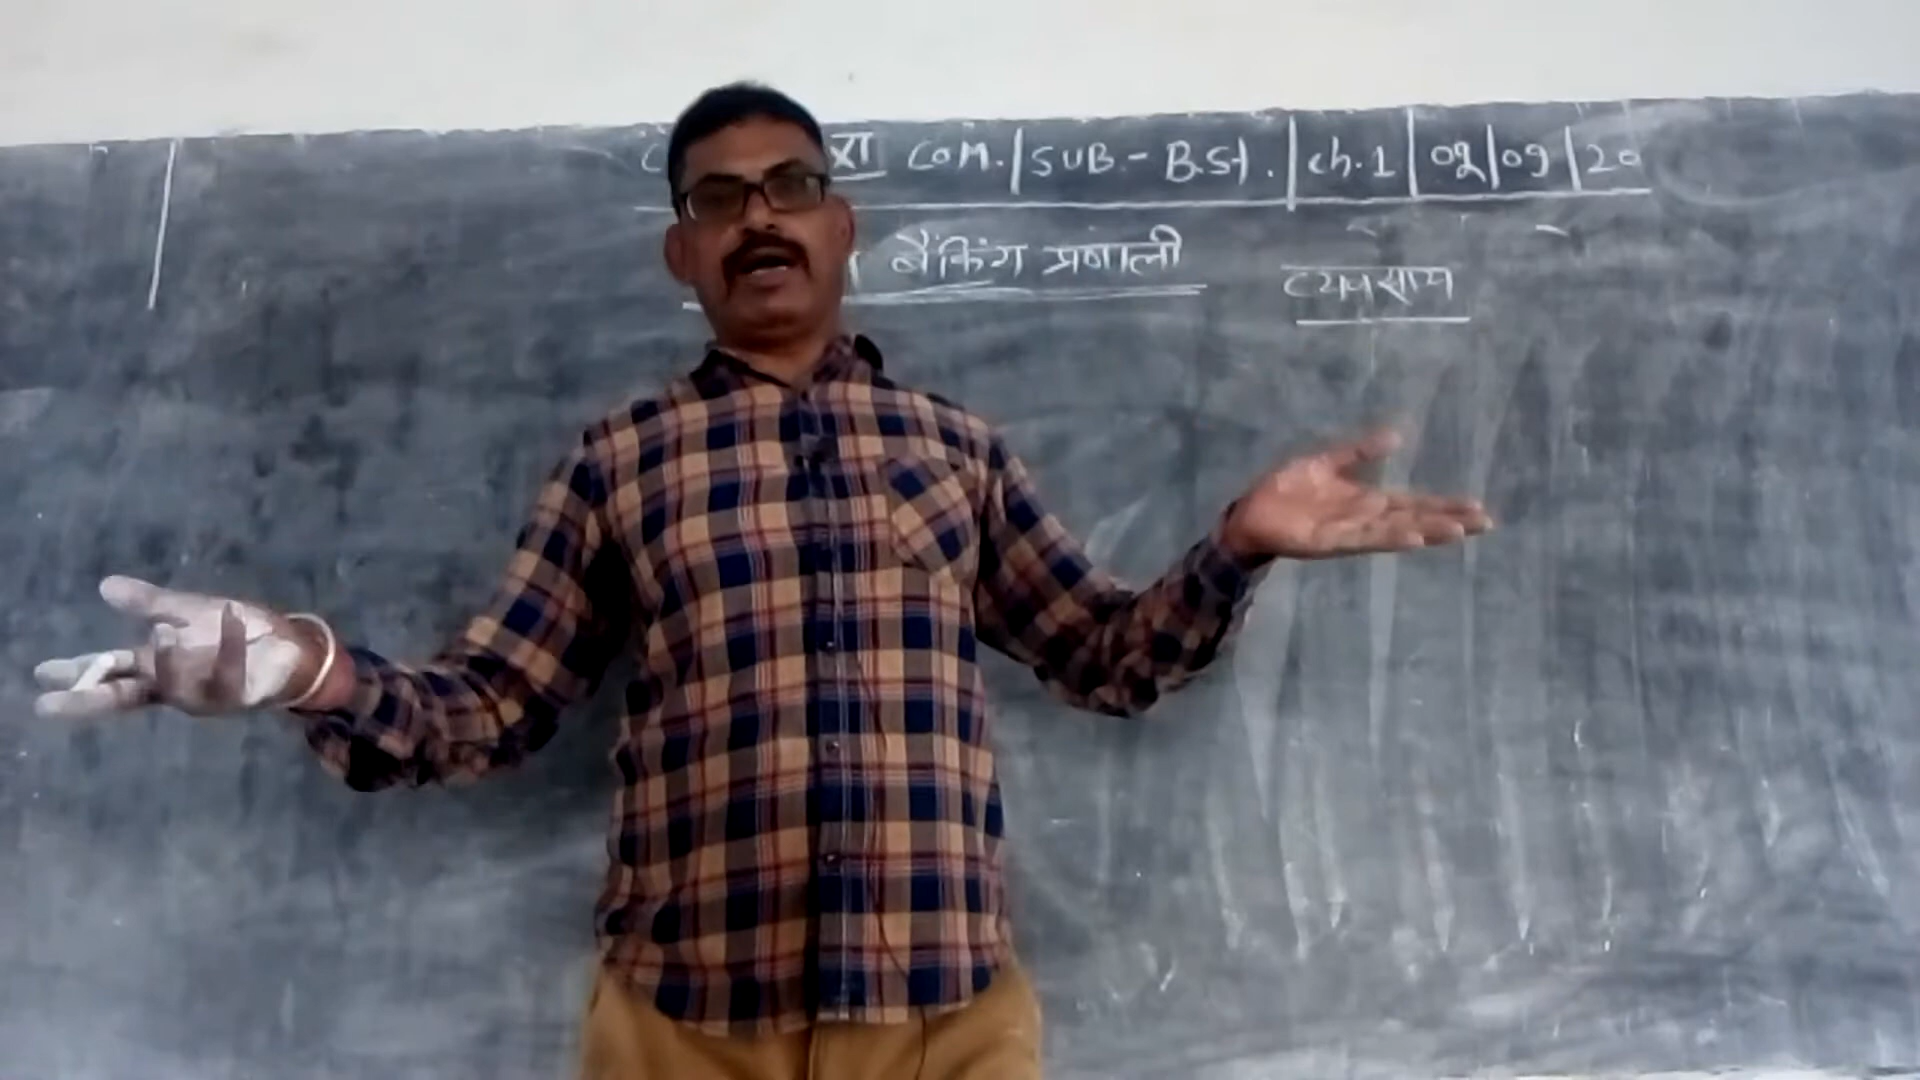 XI COM. | SUB.- B.St. | Ch.1 | 02 | 09 | 20
बैंकिंग प्रणाली
व्यवसाय